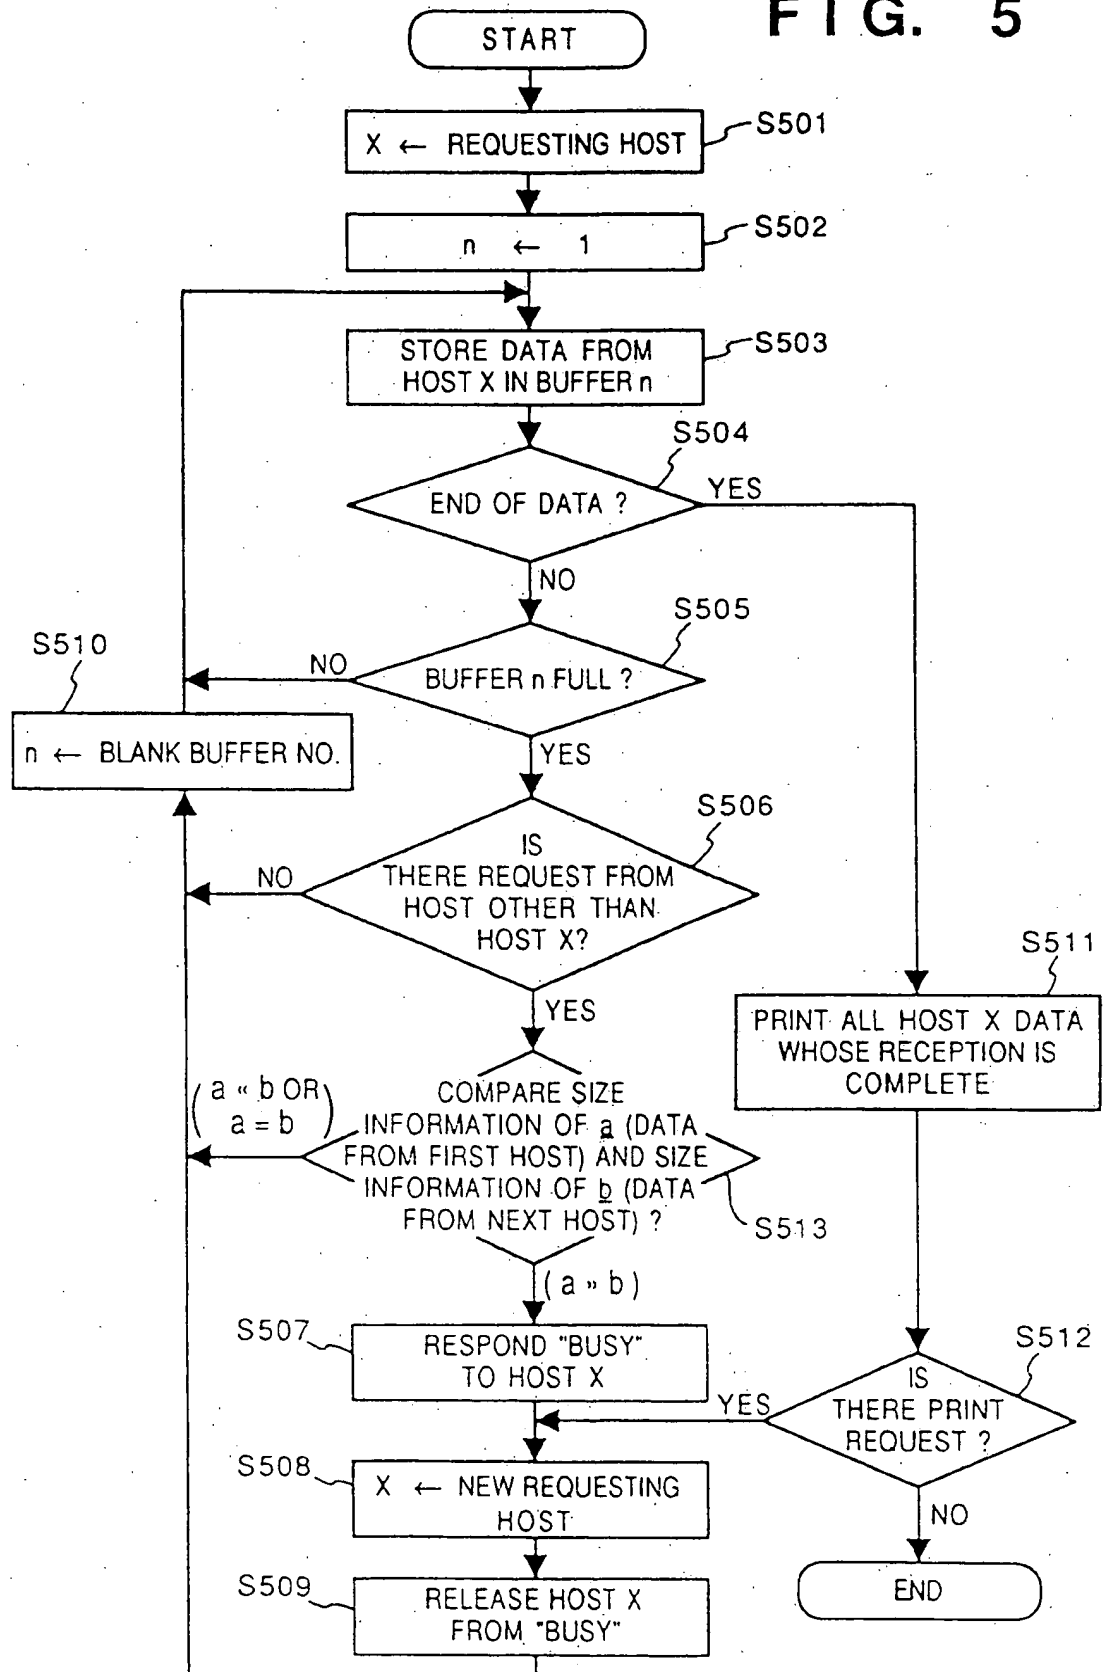 FIG. 5
START
X ← REQUESTING HOST
S501
n ← 1
S502
STORE DATA FROM
HOST X IN BUFFER n
S503
S504
END OF DATA ?
YES
NO
S505
BUFFER n FULL ?
NO
YES
S510
n ← BLANK BUFFER NO.
S506
IS
THERE REQUEST FROM
HOST OTHER THAN
HOST X?
NO
YES
S511
PRINT ALL HOST X DATA
WHOSE RECEPTION IS
COMPLETE
(a « b OR
a = b)
COMPARE SIZE
INFORMATION OF a (DATA
FROM FIRST HOST) AND SIZE
INFORMATION OF b (DATA
FROM NEXT HOST) ?
S513
(a » b)
S507
RESPOND "BUSY"
TO HOST X
S512
IS
THERE PRINT
REQUEST ?
YES
NO
S508
X ← NEW REQUESTING
HOST
S509
RELEASE HOST X
FROM "BUSY"
END